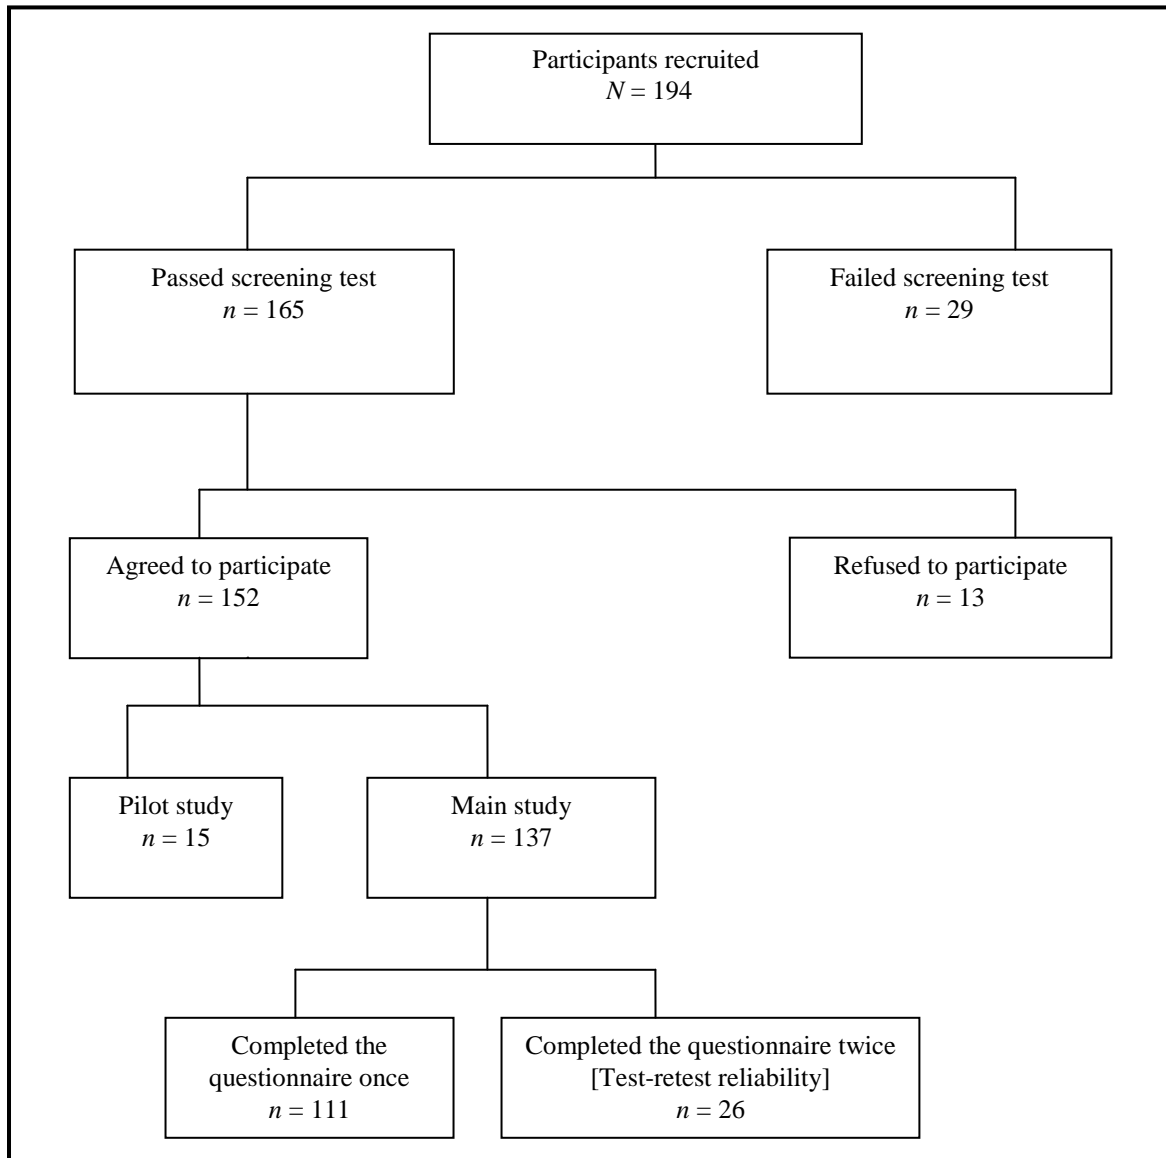 Participants recruited
N = 194
Passed screening test
n = 165
Failed screening test
n = 29
Agreed to participate
n = 152
Refused to participate
n = 13
Pilot study
n = 15
Main study
n = 137
Completed the
questionnaire once
n = 111
Completed the questionnaire twice
[Test-retest reliability]
n = 26